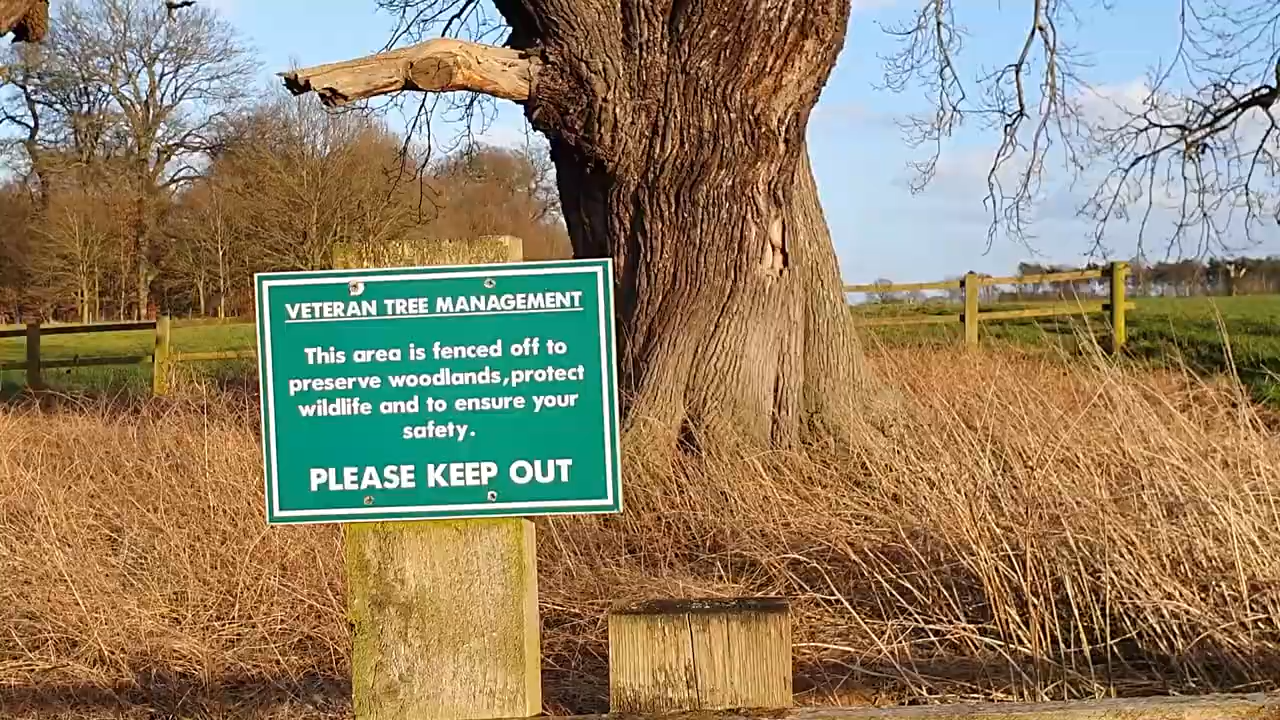 VETERAN TREE MANAGEMENT
This area is fenced off to
preserve woodlands,protect
wildlife and to ensure your
safety.
PLEASE KEEP OUT